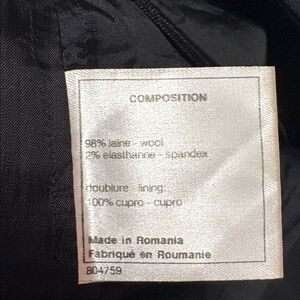 COMPOSITION
98% laine - wool
2% elasthanne - spandex
doublure - lining:
100% cupro - cupro
Made in Romania
Fabriqué en Roumanie
804759